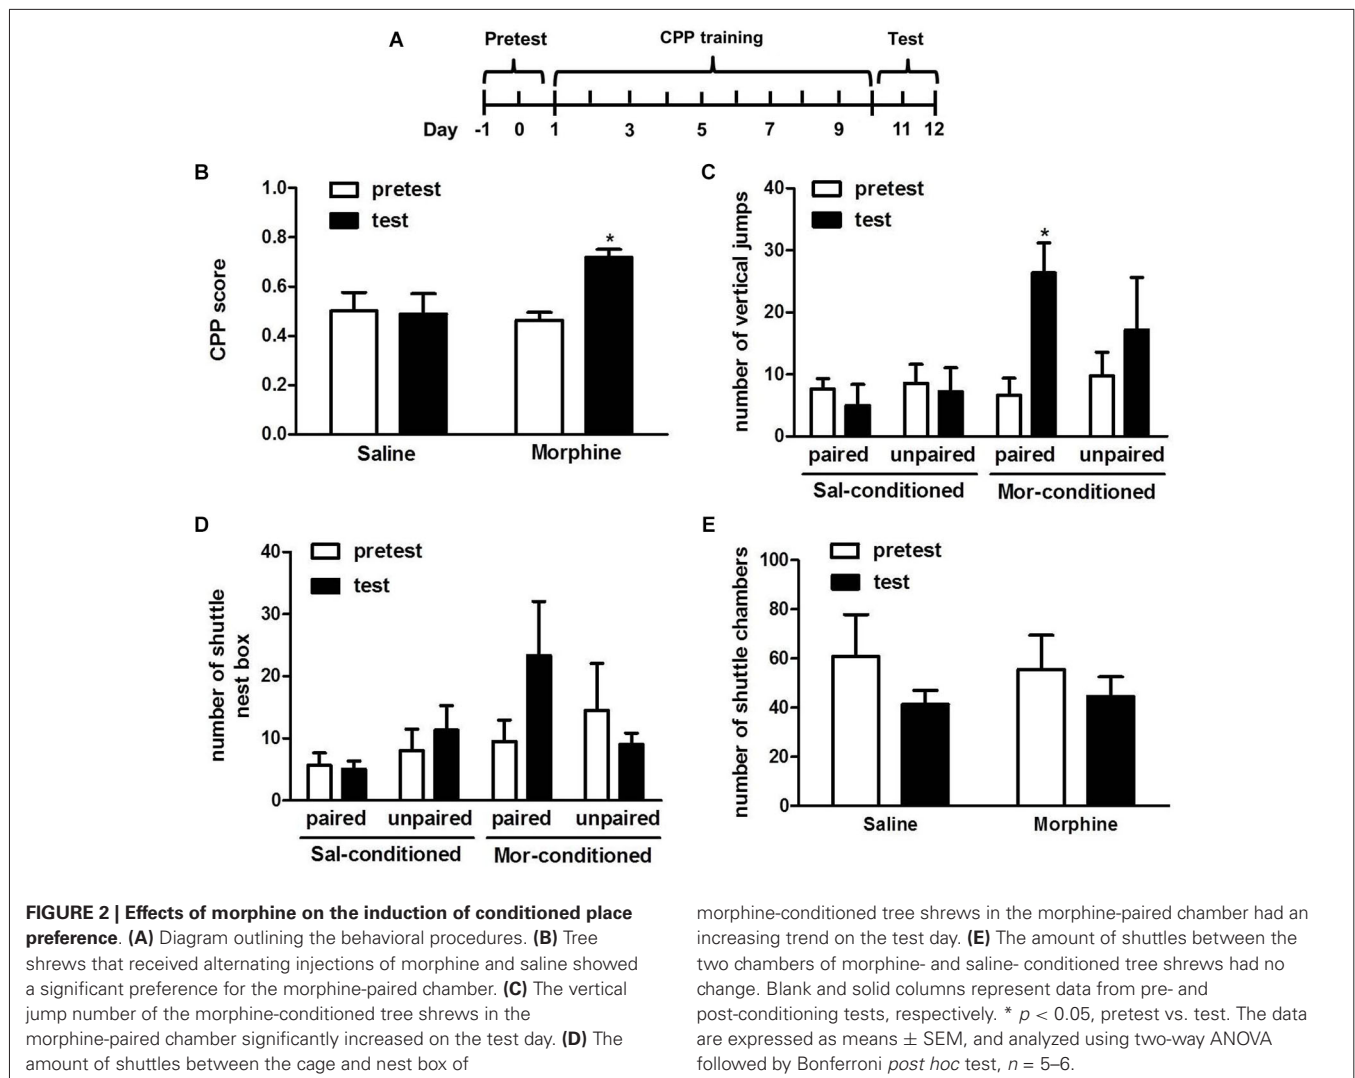 A
Pretest CPP training Test
Day -1 0 1 3 5 7 9 11 12
B
pretest
test
CPP score
1.0
0.8
0.6
0.4
0.2
0.0
*
Saline Morphine
C
pretest
test
number of vertical jumps
40
30
20
10
0
*
paired unpaired paired unpaired
Sal-conditioned Mor-conditioned
D
pretest
test
number of shuttle
nest box
40
30
20
10
0
paired unpaired paired unpaired
Sal-conditioned Mor-conditioned
E
pretest
test
number of shuttle chambers
100
80
60
40
20
0
Saline Morphine
FIGURE 2 | Effects of morphine on the induction of conditioned place
preference. (A) Diagram outlining the behavioral procedures. (B) Tree
shrews that received alternating injections of morphine and saline showed
a significant preference for the morphine-paired chamber. (C) The vertical
jump number of the morphine-conditioned tree shrews in the
morphine-paired chamber significantly increased on the test day. (D) The
amount of shuttles between the cage and nest box of
morphine-conditioned tree shrews in the morphine-paired chamber had an
increasing trend on the test day. (E) The amount of shuttles between the
two chambers of morphine- and saline- conditioned tree shrews had no
change. Blank and solid columns represent data from pre- and
post-conditioning tests, respectively. * p < 0.05, pretest vs. test. The data
are expressed as means ± SEM, and analyzed using two-way ANOVA
followed by Bonferroni post hoc test, n = 5–6.